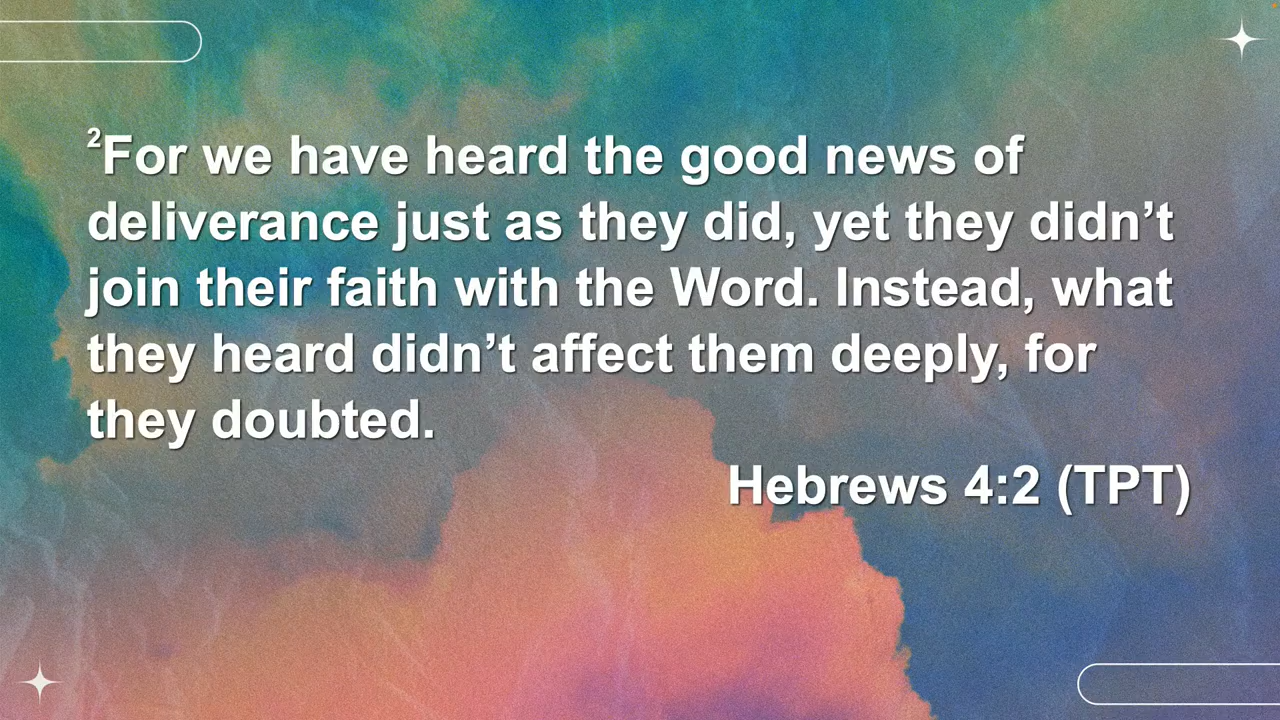 ²For we have heard the good news of
deliverance just as they did, yet they didn’t
join their faith with the Word. Instead, what
they heard didn’t affect them deeply, for
they doubted.
Hebrews 4:2 (TPT)